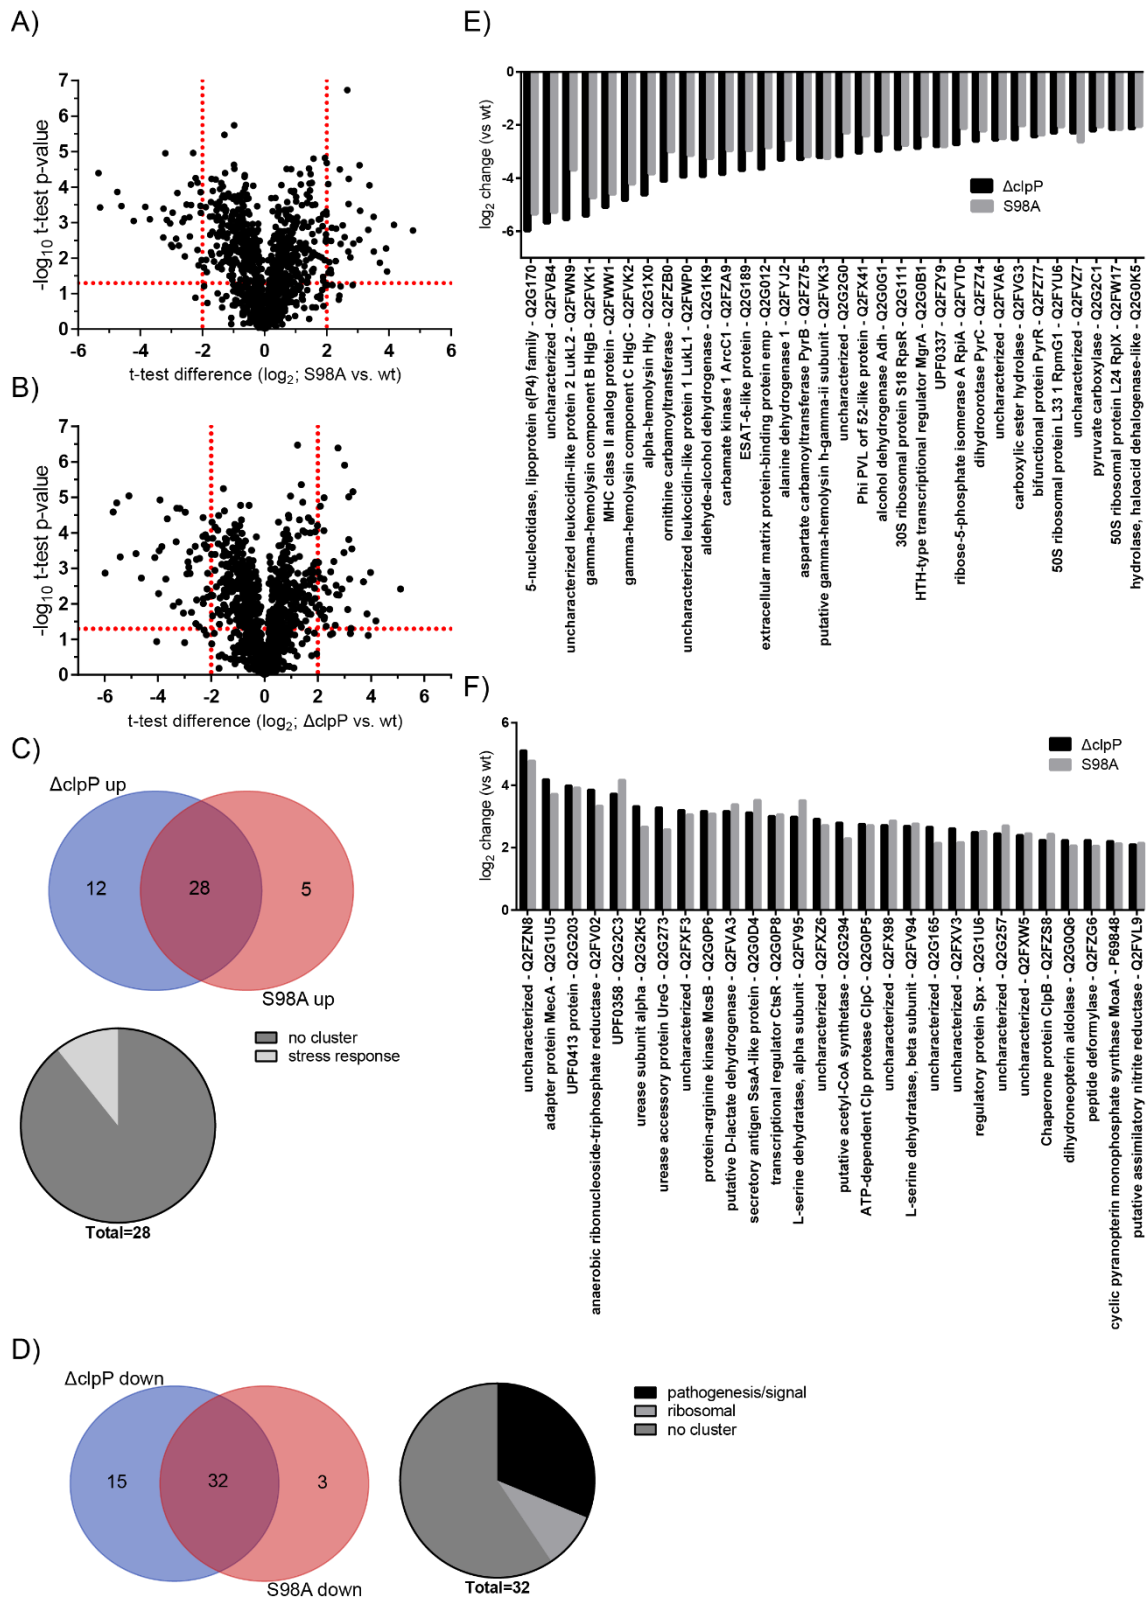 A)
7
6
5
4
3
2
1
0
-log10 t-test p-value
-6
-4
-2
0
2
4
6
t-test difference (log2; S98A vs. wt)
B)
7
6
5
4
3
2
1
0
-log10 t-test p-value
-6
-4
-2
0
2
4
6
t-test difference (log2; ΔclpP vs. wt)
C)
ΔclpP up
12
28
5
S98A up
no cluster
stress response
Total=28
D)
ΔclpP down
15
32
3
S98A down
pathogenesis/signal
ribosomal
no cluster
Total=32
E)
0
-2
-4
-6
log2 change (vs wt)
ΔclpP
S98A
5-nucleotidase, lipoprotein e(P4) family - Q2G170
uncharacterized - Q2FVB4
uncharacterized leukocidin-like protein 2 LukL2 - Q2FWN9
gamma-hemolysin component B HlgB - Q2FVK1
MHC class II analog protein - Q2FWW1
gamma-hemolysin component C HlgC - Q2FVK2
alpha-hemolysin Hly - Q2G1X0
ornithine carbamoyltransferase - Q2FZB0
uncharacterized leukocidin-like protein 1 LukL1 - Q2FWP0
aldehyde-alcohol dehydrogenase - Q2G1K9
carbamate kinase 1 ArcC1 - Q2FZA9
ESAT-6-like protein - Q2G189
extracellular matrix protein-binding protein emp - Q2G012
alanine dehydrogenase 1 - Q2FYJ2
aspartate carbamoyltransferase PyrB - Q2FZ75
putative gamma-hemolysin h-gamma-ii subunit - Q2FVK3
uncharacterized - Q2G2G0
Phi PVL orf 52-like protein - Q2FX41
alcohol dehydrogenase Adh - Q2G0G1
30S ribosomal protein S18 RpsR - Q2G111
HTH-type transcriptional regulator MgrA - Q2G0B1
UPF0337 - Q2FZY9
ribose-5-phosphate isomerase A RpiA - Q2FVT0
dihydroorotase PyrC - Q2FZ74
uncharacterized - Q2FVA6
carboxylic ester hydrolase - Q2FVG3
bifunctional protein PyrR - Q2FZ77
50S ribosomal protein L33 1 RpmG1 - Q2FYU6
uncharacterized - Q2FVZ7
pyruvate carboxylase - Q2G2C1
50S ribosomal protein L24 RplX - Q2FW17
hydrolase, haloacid dehalogenase-like - Q2G0K5
F)
6
4
2
0
log2 change (vs wt)
ΔclpP
S98A
uncharacterized - Q2FZN8
adapter protein MecA - Q2G1U5
UPF0413 protein - Q2G203
anaerobic ribonucleoside-triphosphate reductase - Q2FV02
UPF0358 - Q2G2C3
urease subunit alpha - Q2G2K5
urease accessory protein UreG - Q2G273
uncharacterized - Q2FXF3
protein-arginine kinase McsB - Q2G0P6
putative D-lactate dehydrogenase - Q2FVA3
secretory antigen SsaA-like protein - Q2G0D4
transcriptional regulator CtsR - Q2G0P8
L-serine dehydratase, alpha subunit - Q2FV95
uncharacterized - Q2FXZ6
putative acetyl-CoA synthetase - Q2G294
ATP-dependent Clp protease ClpC - Q2G0P5
uncharacterized - Q2FX98
L-serine dehydratase, beta subunit - Q2FV94
uncharacterized - Q2G165
uncharacterized - Q2FXV3
regulatory protein Spx - Q2G1U6
uncharacterized - Q2G257
uncharacterized - Q2FXW5
Chaperone protein ClpB - Q2FZS8
dihydroneopterin aldolase - Q2G0Q6
peptide deformylase - Q2FZG6
cyclic pyranopterin monophosphate synthase MoaA - P69848
putative assimilatory nitrite reductase - Q2FVL9